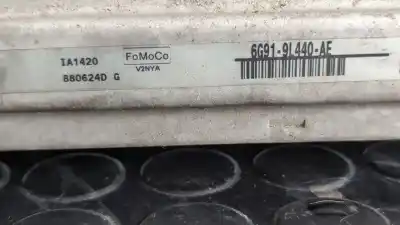 IA1420
880624D G
FoMoCo
V2NYA
6G91-9L440-AE